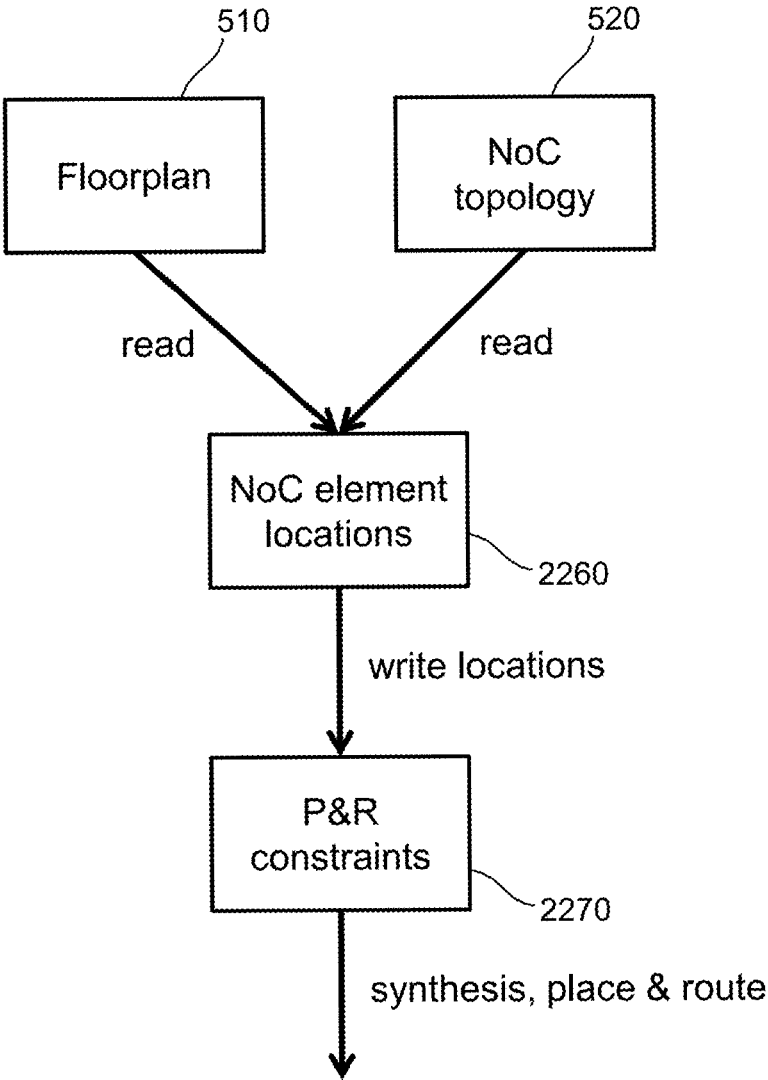 510
520
Floorplan
NoC
topology
read
read
NoC element
locations
2260
write locations
P&R
constraints
2270
synthesis, place & route